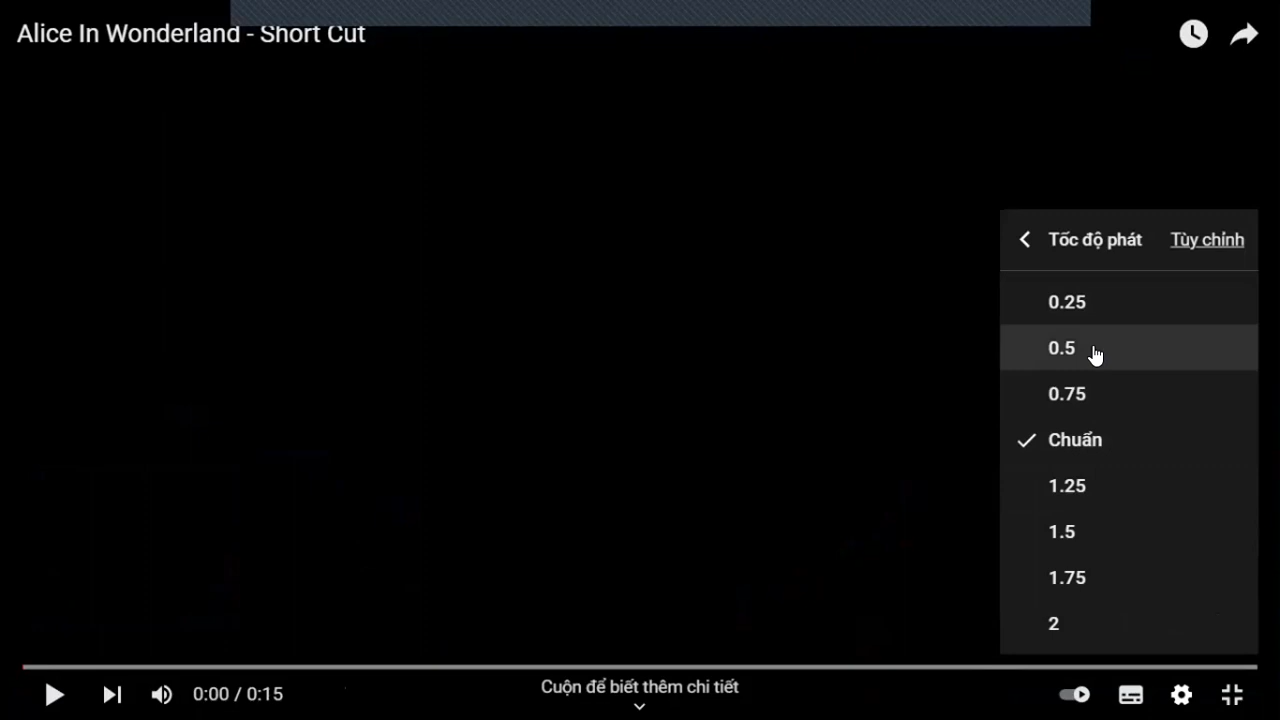 Alice In Wonderland - Short Cut
Tốc độ phát Tùy chỉnh
0.25
0.5
0.75
Chuẩn
1.25
1.5
1.75
2
0:00 / 0:15
Cuộn để biết thêm chi tiết